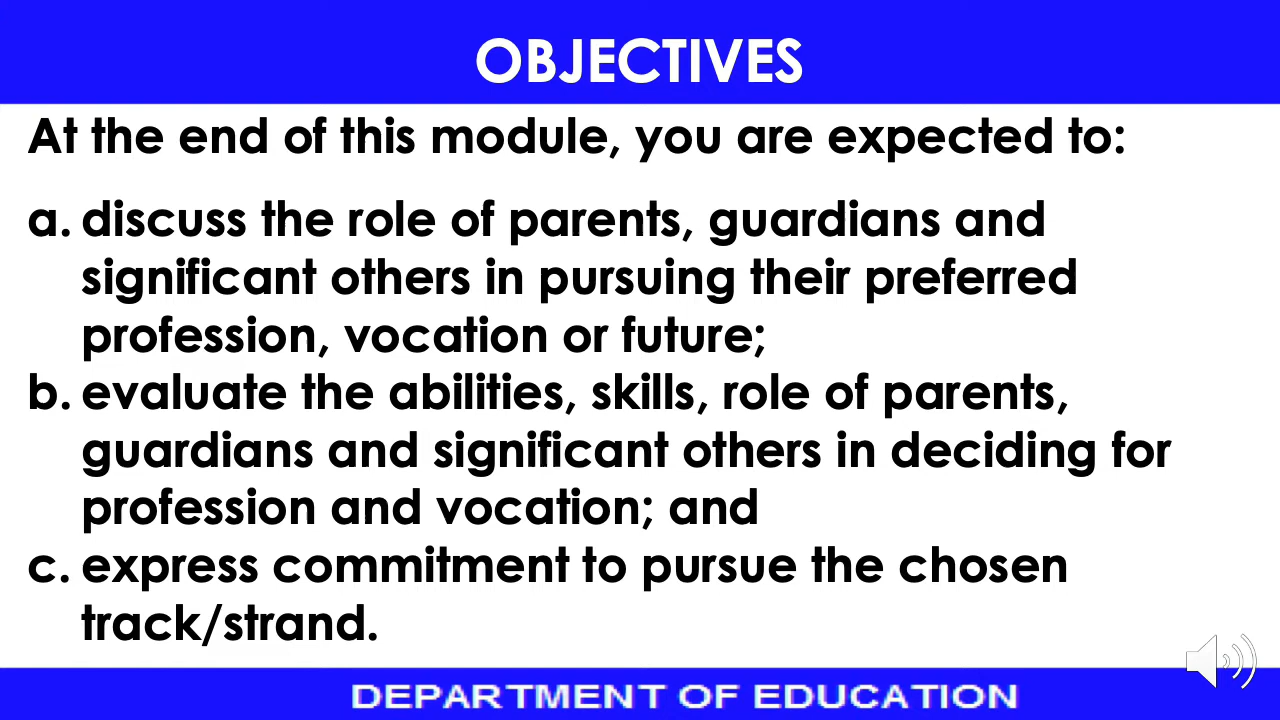 OBJECTIVES
At the end of this module, you are expected to:
a. discuss the role of parents, guardians and
significant others in pursuing their preferred
profession, vocation or future;
b. evaluate the abilities, skills, role of parents,
guardians and significant others in deciding for
profession and vocation; and
c. express commitment to pursue the chosen
track/strand.
DEPARTMENT OF EDUCATION